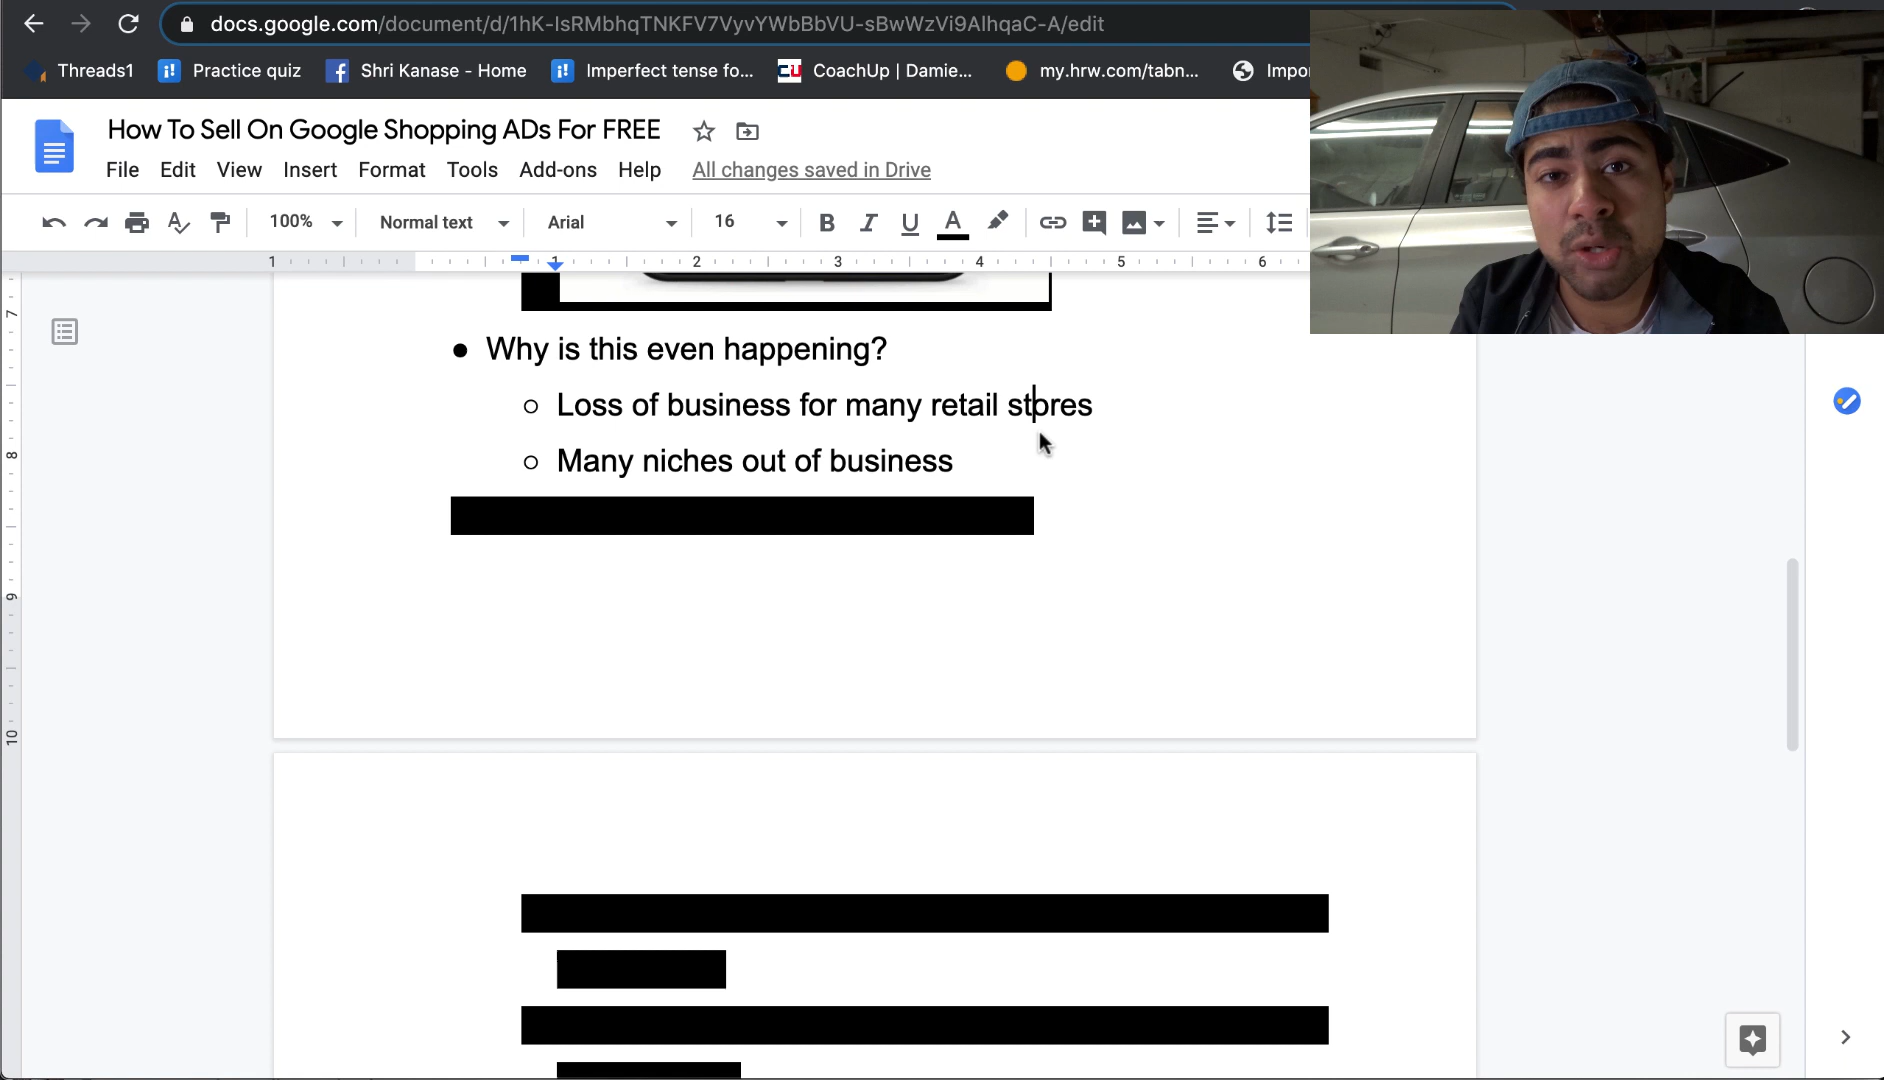 docs.google.com/document/d/1hK-IsRMbhqTNKFV7VyvYWbBbVU-sBwWzVi9AlhqaC-A/edit
Threads1 Practice quiz Shri Kanase - Home Imperfect tense fo... CoachUp | Damie... my.hrw.com/tabn... Impor
How To Sell On Google Shopping ADs For FREE
File Edit View Insert Format Tools Add-ons Help All changes saved in Drive
100% Normal text Arial 16 B I U A
1 1 2 3 4 5 6
7
● Why is this even happening?
○ Loss of business for many retail stores
8
○ Many niches out of business
9
10